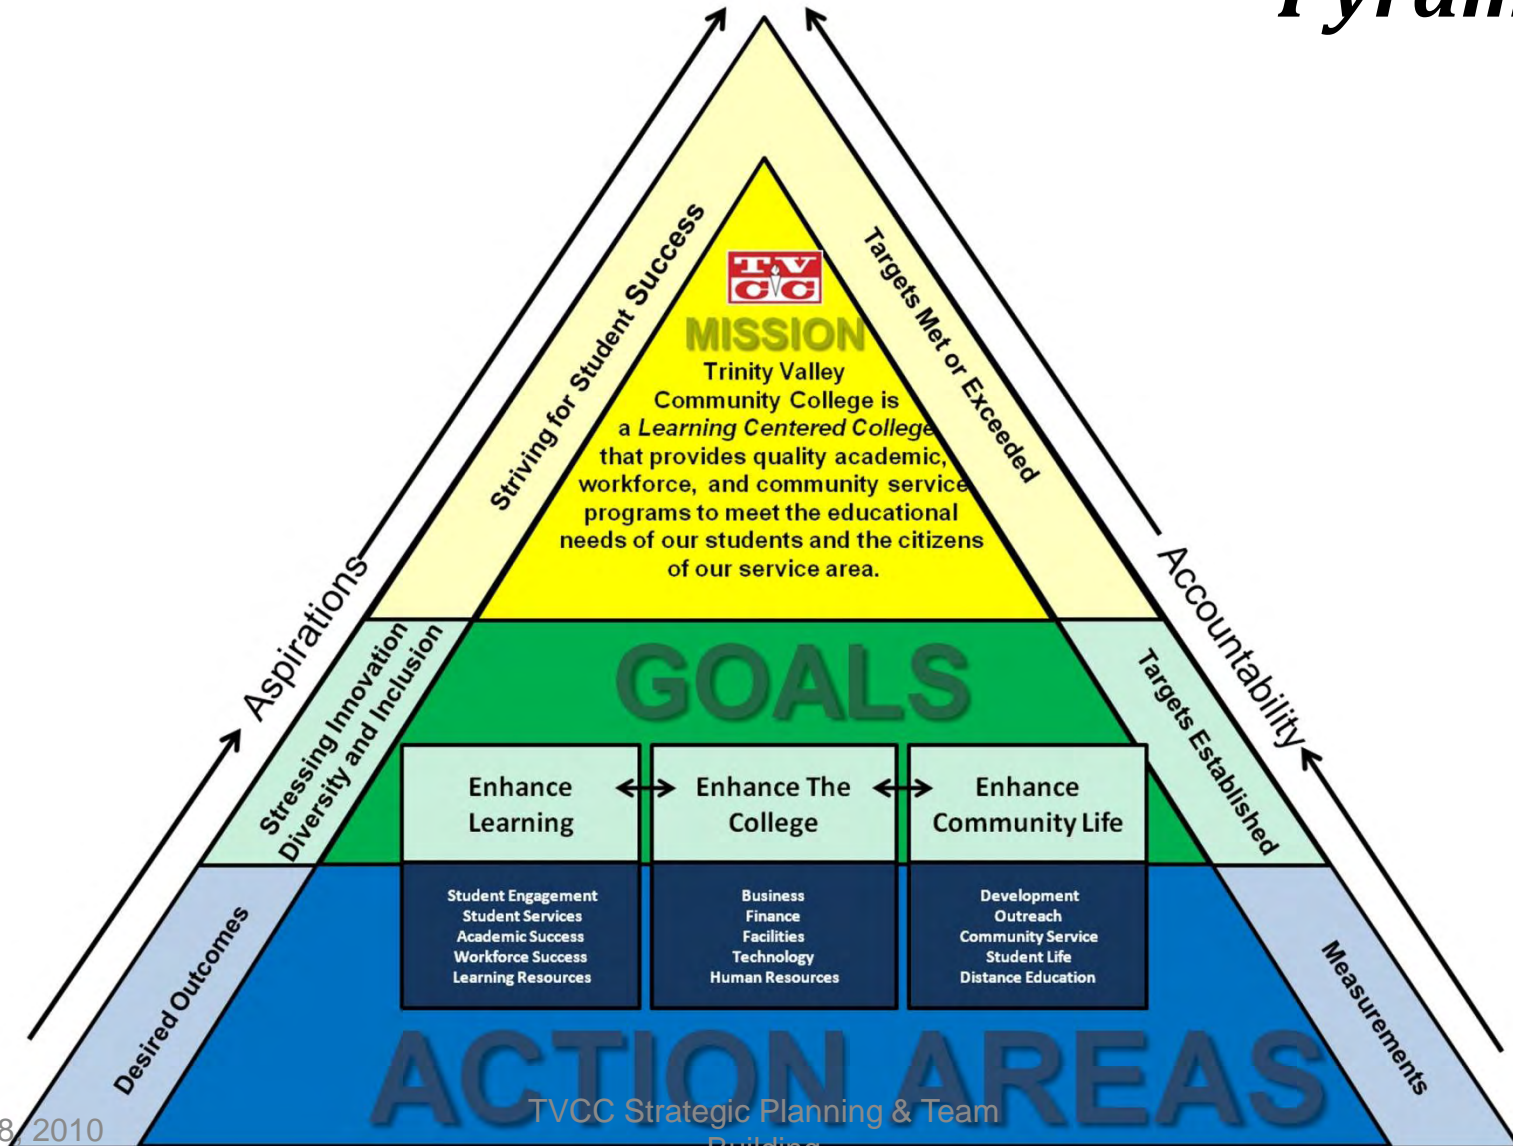 TV
CC
MISSION
Trinity Valley
Community College is
a Learning Centered College
that provides quality academic,
workforce, and community service
programs to meet the educational
needs of our students and the citizens
of our service area.
Striving for Student Success
Targets Met or Exceeded
Aspirations
Accountability
Stressing Innovation
Diversity and Inclusion
Targets Established
GOALS
Enhance
Learning
Enhance The
College
Enhance
Community Life
Student Engagement
Student Services
Academic Success
Workforce Success
Learning Resources
Business
Finance
Facilities
Technology
Human Resources
Development
Outreach
Community Service
Student Life
Distance Education
Desired Outcomes
Measurements
ACTION AREAS
8, 2010
TVCC Strategic Planning & Team
Building